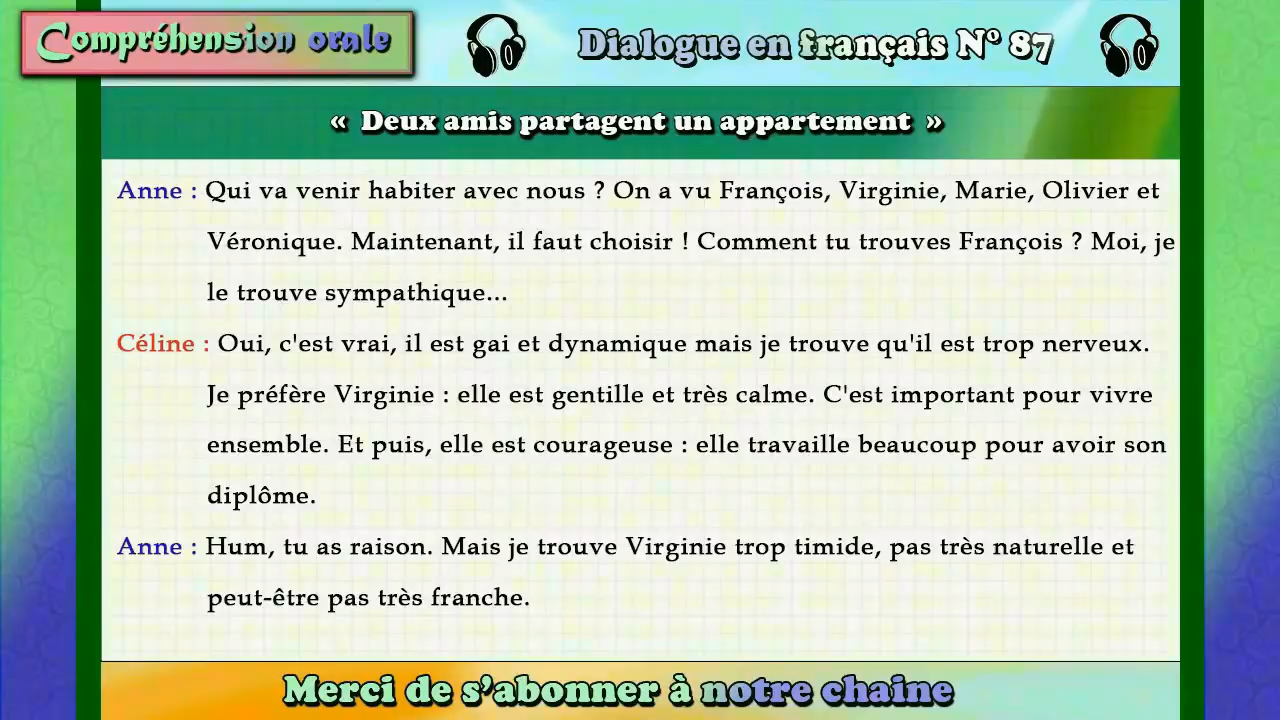 Compréhension orale
Dialogue en français N° 87
« Deux amis partagent un appartement »
Anne : Qui va venir habiter avec nous ? On a vu François, Virginie, Marie, Olivier et
Véronique. Maintenant, il faut choisir ! Comment tu trouves François ? Moi, je
le trouve sympathique...
Céline : Oui, c'est vrai, il est gai et dynamique mais je trouve qu'il est trop nerveux.
Je préfère Virginie : elle est gentille et très calme. C'est important pour vivre
ensemble. Et puis, elle est courageuse : elle travaille beaucoup pour avoir son
diplôme.
Anne : Hum, tu as raison. Mais je trouve Virginie trop timide, pas très naturelle et
peut-être pas très franche.
Merci de s’abonner à notre chaine